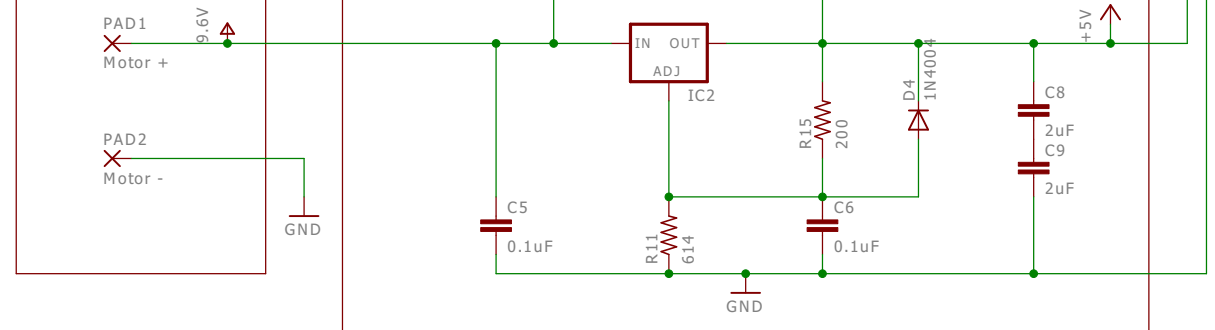 PAD1
Motor +
9.6V
PAD2
Motor -
GND
IN OUT
ADJ
IC2
R15
200
D4
1N4004
+5V
C8
2uF
C9
2uF
C5
0.1uF
R11
614
C6
0.1uF
GND